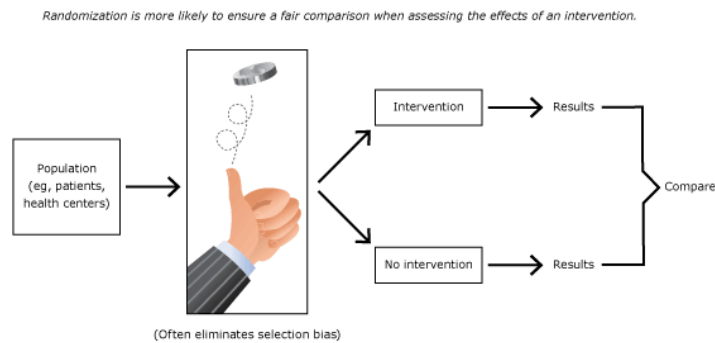 Randomization is more likely to ensure a fair comparison when assessing the effects of an intervention.
Population
(eg, patients,
health centers)
(Often eliminates selection bias)
Intervention
Results
No intervention
Results
Compare